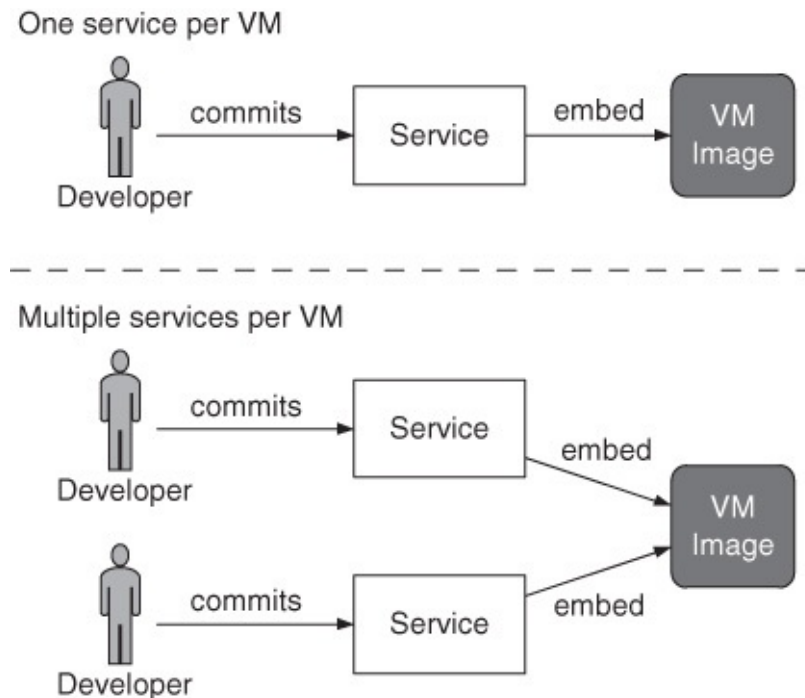 One service per VM
commits
Service
embed
VM
Image
Developer
Multiple services per VM
commits
Service
embed
Developer
VM
Image
commits
Service
embed
Developer